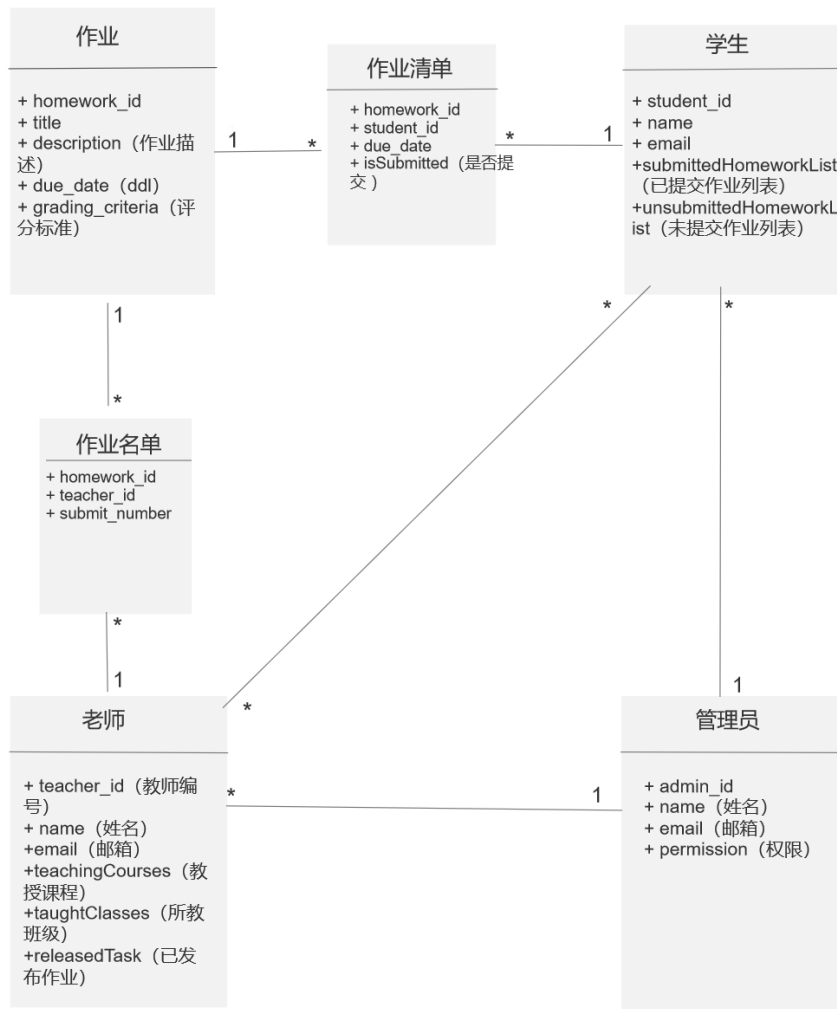 作业
+ homework_id
+ title
+ description（作业描
述）
+ due_date（ddl）
+ grading_criteria（评
分标准）
1
*
作业清单
+ homework_id
+ student_id
+ due_date
+ isSubmitted（是否提
交 ）
*
1
学生
+ student_id
+ name
+ email
+submittedHomeworkList
（已提交作业列表）
+unsubmittedHomeworkL
ist（未提交作业列表）
1
*
*
*
作业名单
+ homework_id
+ teacher_id
+ submit_number
*
1
*
1
老师
+ teacher_id（教师编
号）
+ name（姓名）
+email（邮箱）
+teachingCourses（教
授课程）
+taughtClasses（所教
班级）
+releasedTask（已发
布作业）
*
1
管理员
+ admin_id
+ name（姓名）
+ email（邮箱）
+ permission（权限）